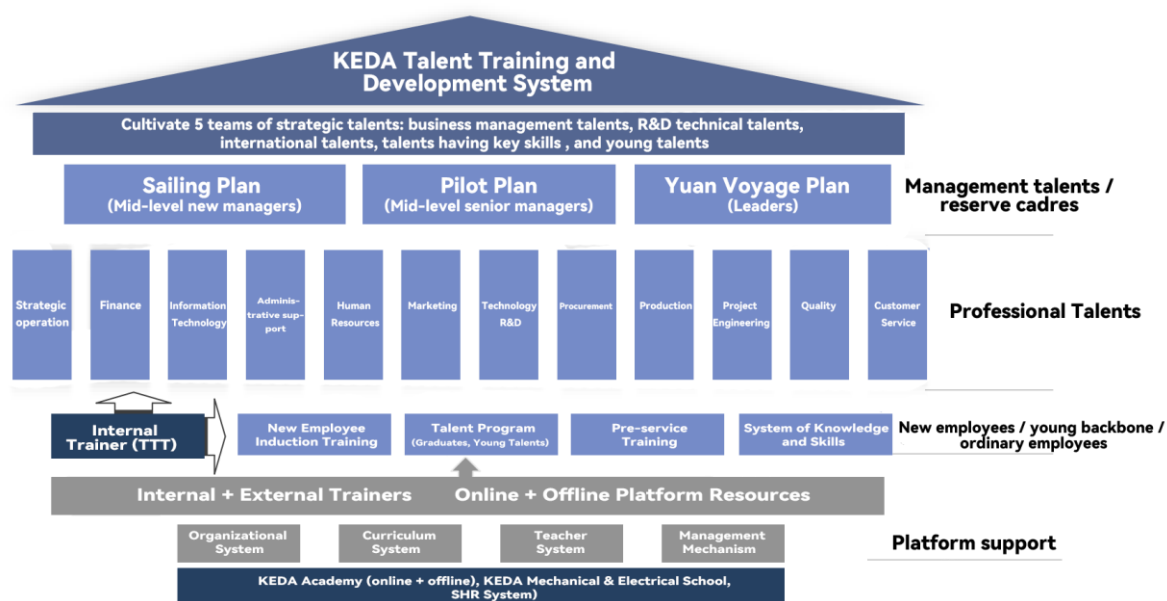 KEDA Talent Training and
Development System
Cultivate 5 teams of strategic talents: business management talents, R&D technical talents,
international talents, talents having key skills , and young talents
Sailing Plan
(Mid-level new managers)
Pilot Plan
(Mid-level senior managers)
Yuan Voyage Plan
(Leaders)
Management talents /
reserve cadres
Strategic
operation
Finance
Information
Technology
Adminis-
trative sup-
port
Human
Resources
Marketing
Technology
R&D
Procurement
Production
Project
Engineering
Quality
Customer
Service
Professional Talents
Internal
Trainer (TTT)
New Employee
Induction Training
Talent Program
(Graduates, Young Talents)
Pre-service
Training
System of Knowledge
and Skills
New employees / young backbone /
ordinary employees
Internal + External Trainers Online + Offline Platform Resources
Organizational
System
Curriculum
System
Teacher
System
Management
Mechanism
Platform support
KEDA Academy (online + offline), KEDA Mechanical & Electrical School,
SHR System)